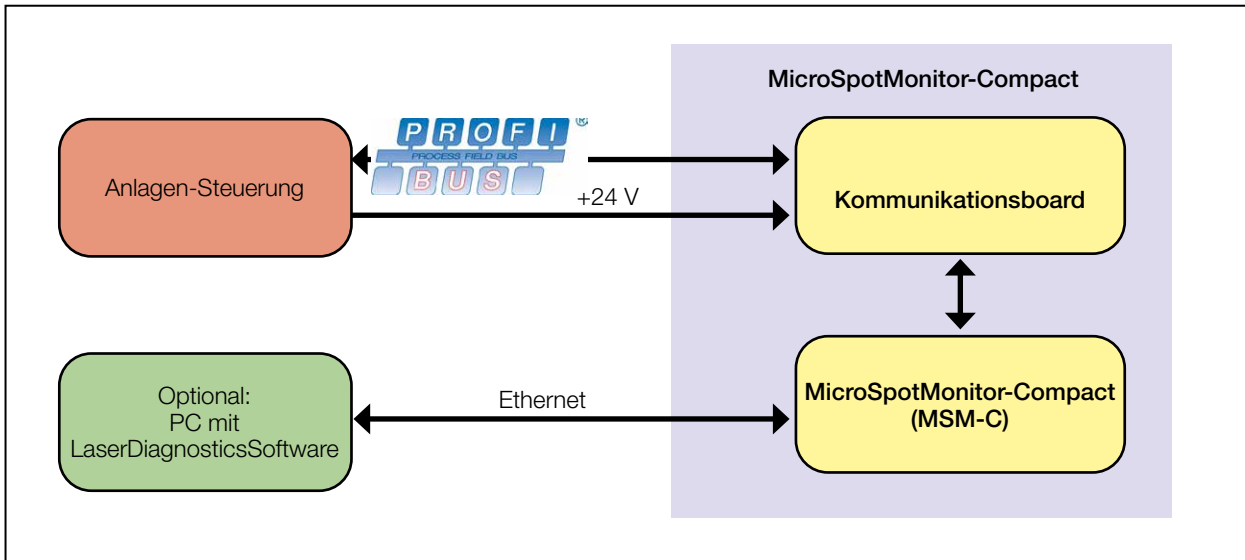 MicroSpotMonitor-Compact
Anlagen-Steuerung
PROFI®
PROCESS FIELD BUS
BUS
+24 V
Kommunikationsboard
Optional:
PC mit
LaserDiagnosticsSoftware
Ethernet
MicroSpotMonitor-Compact
(MSM-C)